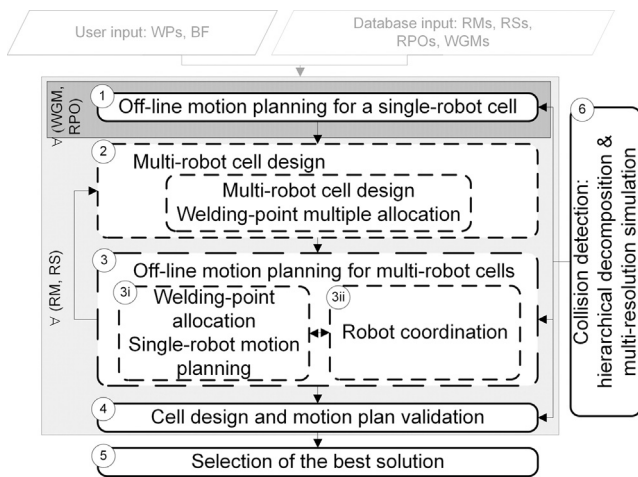 User input: WPs, BF
Database input: RMs, RSs,
RPOs, WGMs
∀ (WGM,
RPO)
1
Off-line motion planning for a single-robot cell
2
Multi-robot cell design
Multi-robot cell design
Welding-point multiple allocation
∀ (RM, RS)
3
Off-line motion planning for multi-robot cells
3i
Welding-point
allocation
Single-robot motion
planning
3ii
Robot coordination
4
Cell design and motion plan validation
5
Selection of the best solution
6
Collision detection:
hierarchical decomposition &
multi-resolution simulation